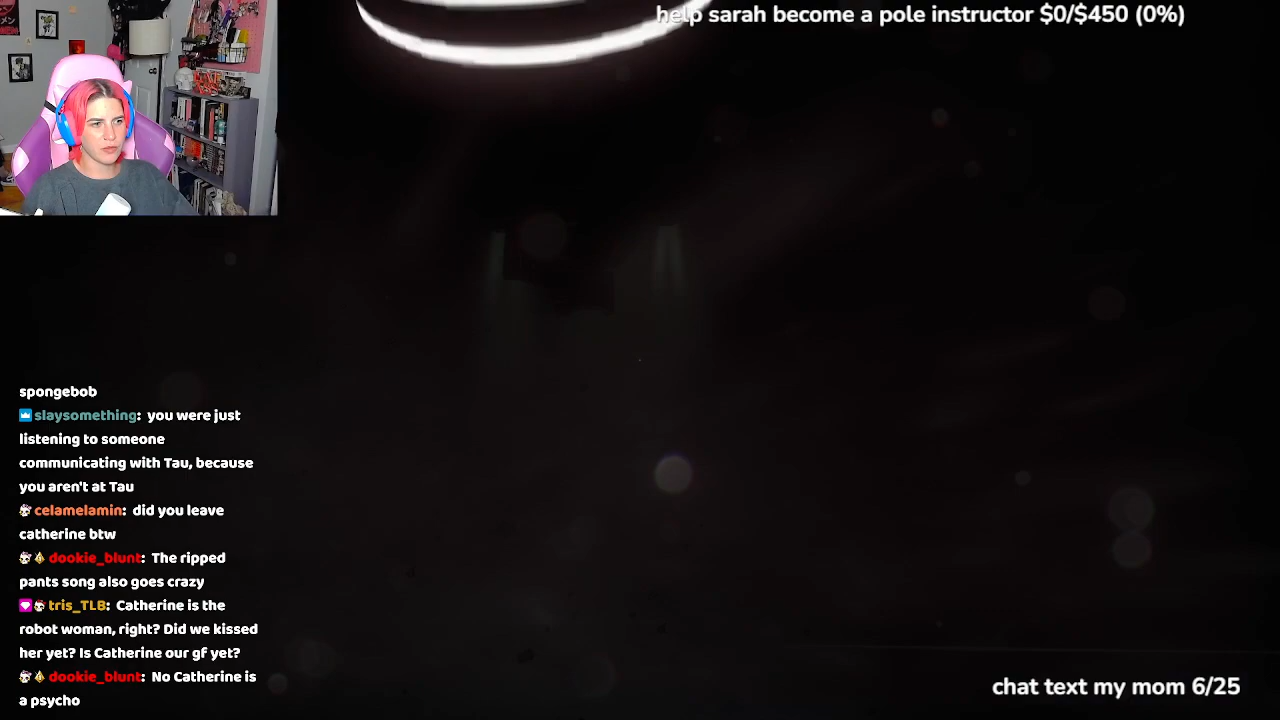 help sarah become a pole instructor $0/$450 (0%)
spongebob
slaysomething: you were just
listening to someone
communicating with Tau, because
you aren't at Tau
celamelamin: did you leave
catherine btw
dookie_blunt: The ripped
pants song also goes crazy
tris_TLB: Catherine is the
robot woman, right? Did we kissed
her yet? Is Catherine our gf yet?
dookie_blunt: No Catherine is
a psycho
chat text my mom 6/25